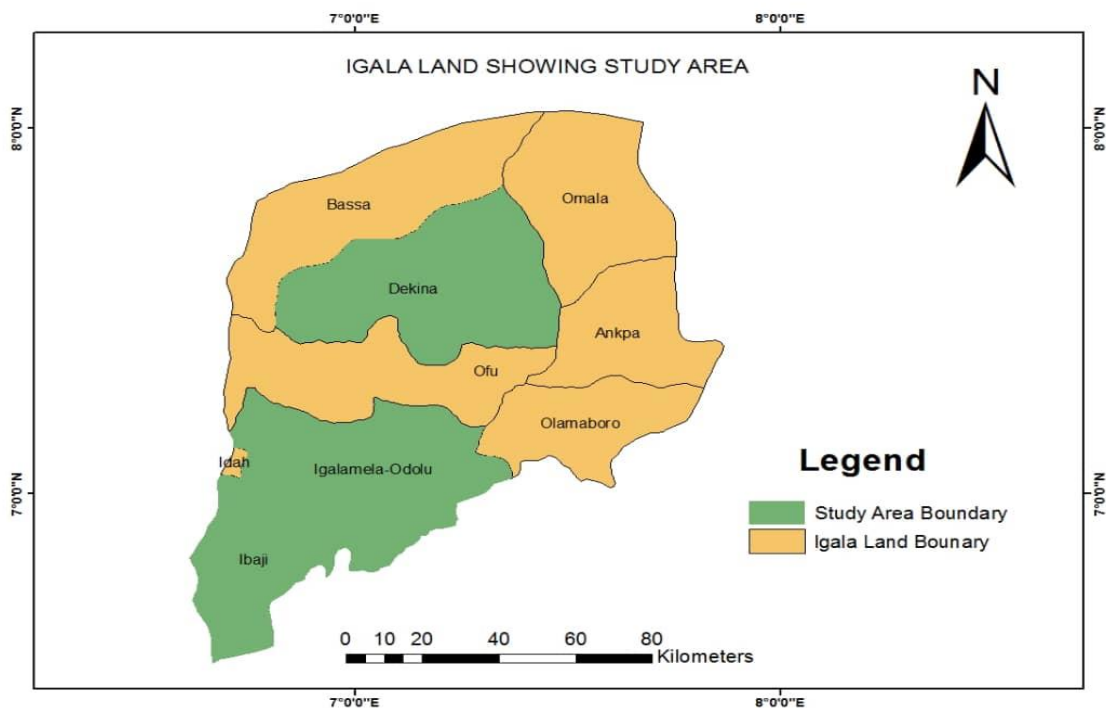 7°0'0"E
8°0'0"E
IGALA LAND SHOWING STUDY AREA
N
8°0'0"N
8°0'0"N
Bassa
Omala
Dekina
Ankpa
Ofu
Olamaboro
Idah
Igalamela-Odolu
Legend
7°0'0"N
7°0'0"N
Study Area Boundary
Igala Land Bounary
Ibaji
0 10 20 40 60 80
Kilometers
7°0'0"E
8°0'0"E